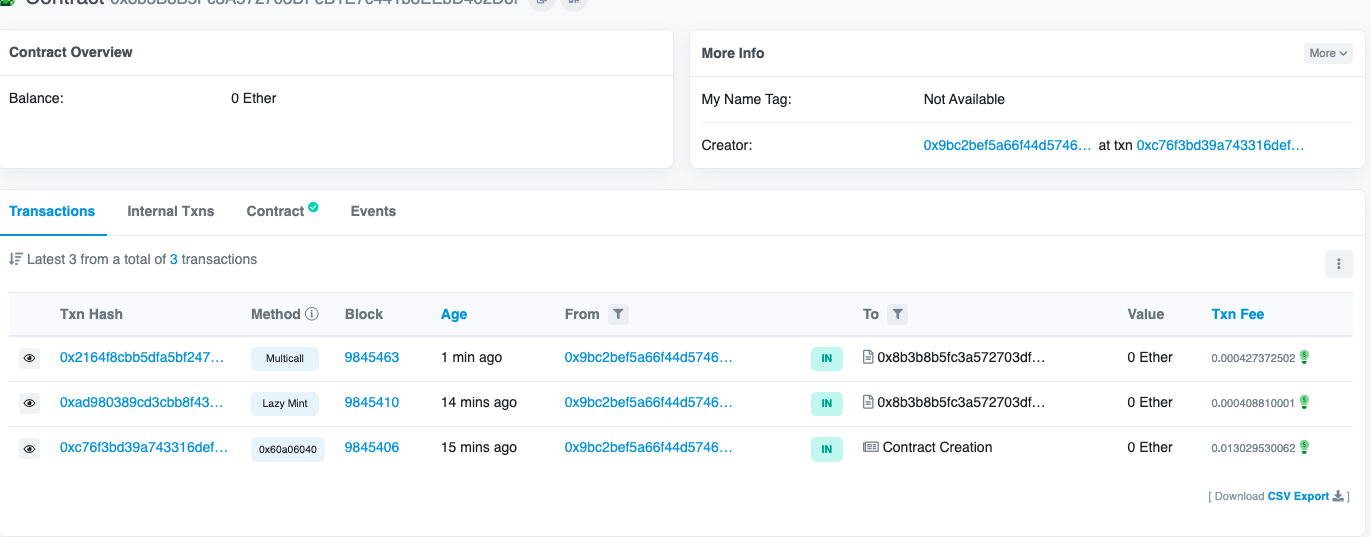 Contract Overview
Balance: 0 Ether
More Info
More
My Name Tag: Not Available
Creator: 0x9bc2bef5a66f44d5746... at txn 0xc76f3bd39a743316def...
Transactions Internal Txns Contract Events
Latest 3 from a total of 3 transactions
Txn Hash Method Block Age From To Value Txn Fee
0x2164f8cbb5dfa5bf247... Multicall 9845463 1 min ago 0x9bc2bef5a66f44d5746... IN 0x8b3b8b5fc3a572703df... 0 Ether 0.000427372502
0xad980389cd3cbb8f43... Lazy Mint 9845410 14 mins ago 0x9bc2bef5a66f44d5746... IN 0x8b3b8b5fc3a572703df... 0 Ether 0.000408810001
0xc76f3bd39a743316def... 0x60a06040 9845406 15 mins ago 0x9bc2bef5a66f44d5746... IN Contract Creation 0 Ether 0.013029530062
[ Download CSV Export ]